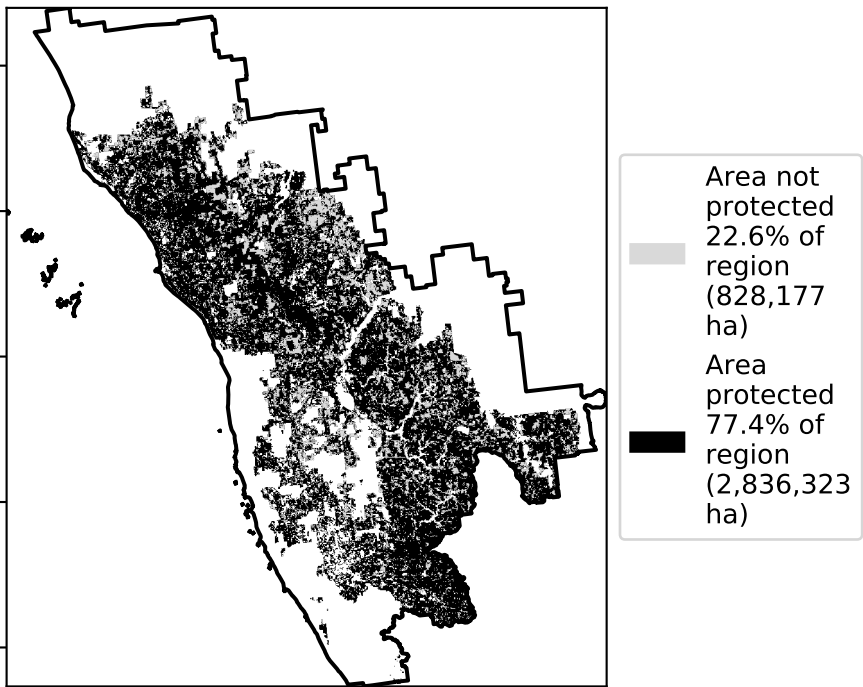 Area not
protected
22.6% of
region
(828,177
ha)
Area
protected
77.4% of
region
(2,836,323
ha)